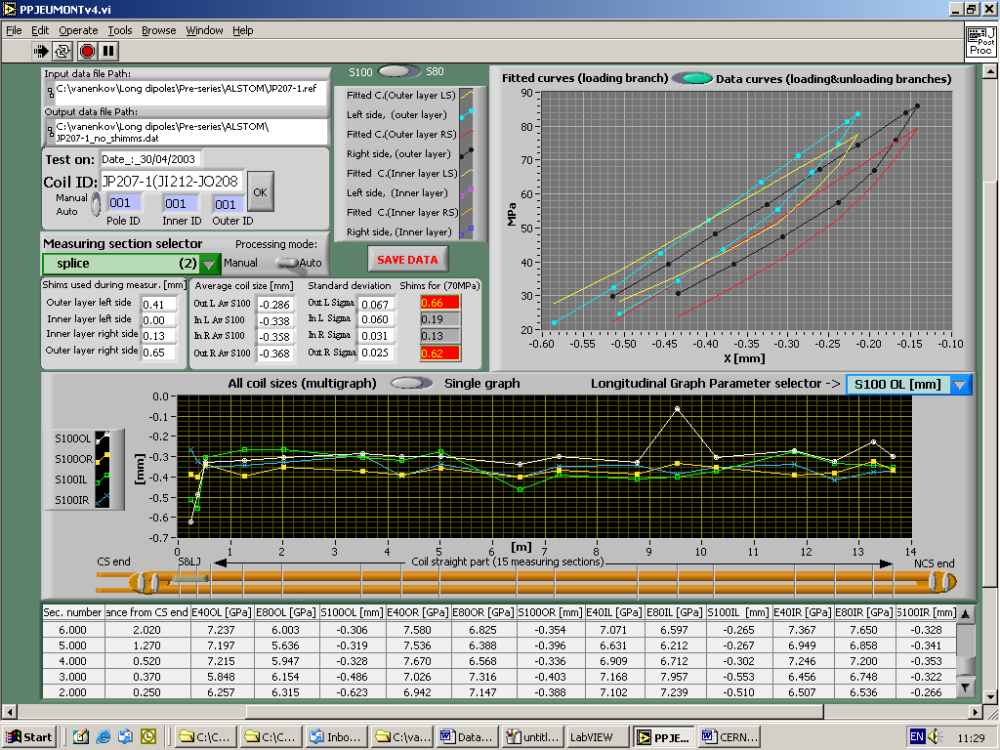 PPJEUMONTv4.vi
File Edit Operate Tools Browse Window Help
J
Post
Proc
Input data file Path:
C:\vanenkov\Long dipoles\Pre-series\ALSTOM\JP207-1.ref
Output data file Path:
C:\vanenkov\Long dipoles\Pre-series\ALSTOM\
JP207-1_no_shimms.dat
Test on: Date_:_30/04/2003
Coil ID: JP207-1(JI212-JO208
OK
Manual
Auto
001 001 001
Pole ID Inner ID Outer ID
Measuring section selector
splice (2)
Processing mode:
Manual Auto
S100 S80
Fitted C.(Outer layer LS)
Left side, (outer layer)
Fitted C.(Outer layer RS)
Right side, (outer layer)
Fitted C.(Inner layer LS)
Left side, (Inner layer)
Fitted C.(Inner layer RS)
Right side, (Inner layer)
SAVE DATA
Fitted curves (loading branch) Data curves (loading&unloading branches)
90
80
70
60
50
40
30
20
MPa
-0.60 -0.55 -0.50 -0.45 -0.40 -0.35 -0.30 -0.25 -0.20 -0.15 -0.10
X [mm]
Shims used during measur. [mm]
Outer layer left side 0.41
Inner layer left side 0.00
Inner layer right side 0.13
Outer layer right side 0.65
Average coil size [mm] Standard deviation Shims for (70MPa)
Out L Av S100 -0.286 Out L Sigma 0.067 0.66
In L Av S100 -0.338 In L Sigma 0.060 0.19
In R Av S100 -0.358 In R Sigma 0.031 0.13
Out R Av S100 -0.368 Out R Sigma 0.025 0.62
All coil sizes (multigraph) Single graph
Longitudinal Graph Parameter selector -> S100 OL [mm]
S100OL
S100OR
S100IL
S100IR
0.0
-0.1
-0.2
-0.3
-0.4
-0.5
-0.6
-0.7
[mm]
0 1 2 3 4 5 6 7 8 9 10 11 12 13 14
[m]
CS end S&LJ Coil straight part (15 measuring sections) NCS end
Sec. number ance from CS end E40OL [GPa] E80OL [GPa] S100OL [mm] E40OR [GPa] E80OR [GPa] S100OR [mm] E40IL [GPa] E80IL [GPa] S100IL [mm] E40IR [GPa] E80IR [GPa] S100IR [mm]
6.000 2.020 7.237 6.003 -0.306 7.580 6.825 -0.354 7.071 6.597 -0.265 7.367 7.650 -0.328
5.000 1.270 7.197 5.636 -0.319 7.536 6.388 -0.396 6.631 6.212 -0.267 6.949 6.858 -0.341
4.000 0.520 7.215 5.947 -0.328 7.670 6.568 -0.336 6.909 6.712 -0.302 7.246 7.200 -0.353
3.000 0.370 5.848 6.154 -0.486 7.026 7.316 -0.403 7.168 7.957 -0.553 6.456 6.748 -0.322
2.000 0.250 6.257 6.315 -0.623 6.942 7.147 -0.388 7.102 7.239 -0.510 6.507 6.536 -0.266
Start C:\C... C:\C... Inbo... C:\va... Data... untitl... LabVIEW PPJE... CERN... EN 11:29